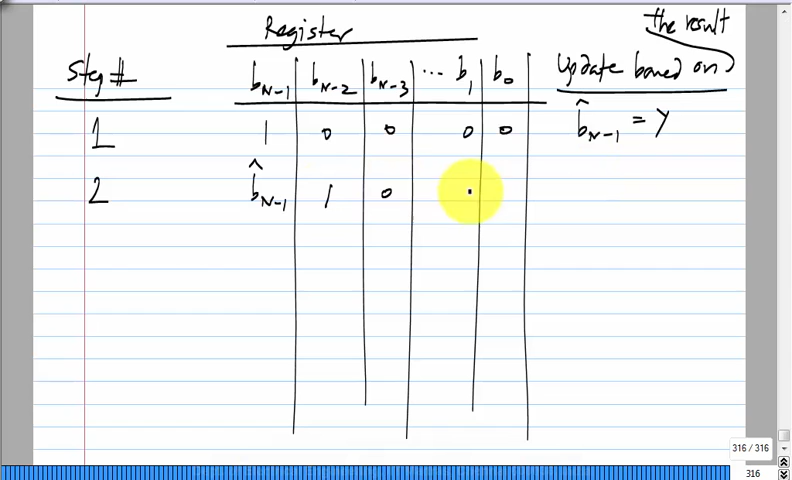 Register
the result
Step #
b_{N-1} b_{N-2} b_{N-3} ... b_1 b_0
Update based on
1 1 0 0 0 0 b̂_{N-1} = Y
2 b̂_{N-1} 1 0
316 / 316
316